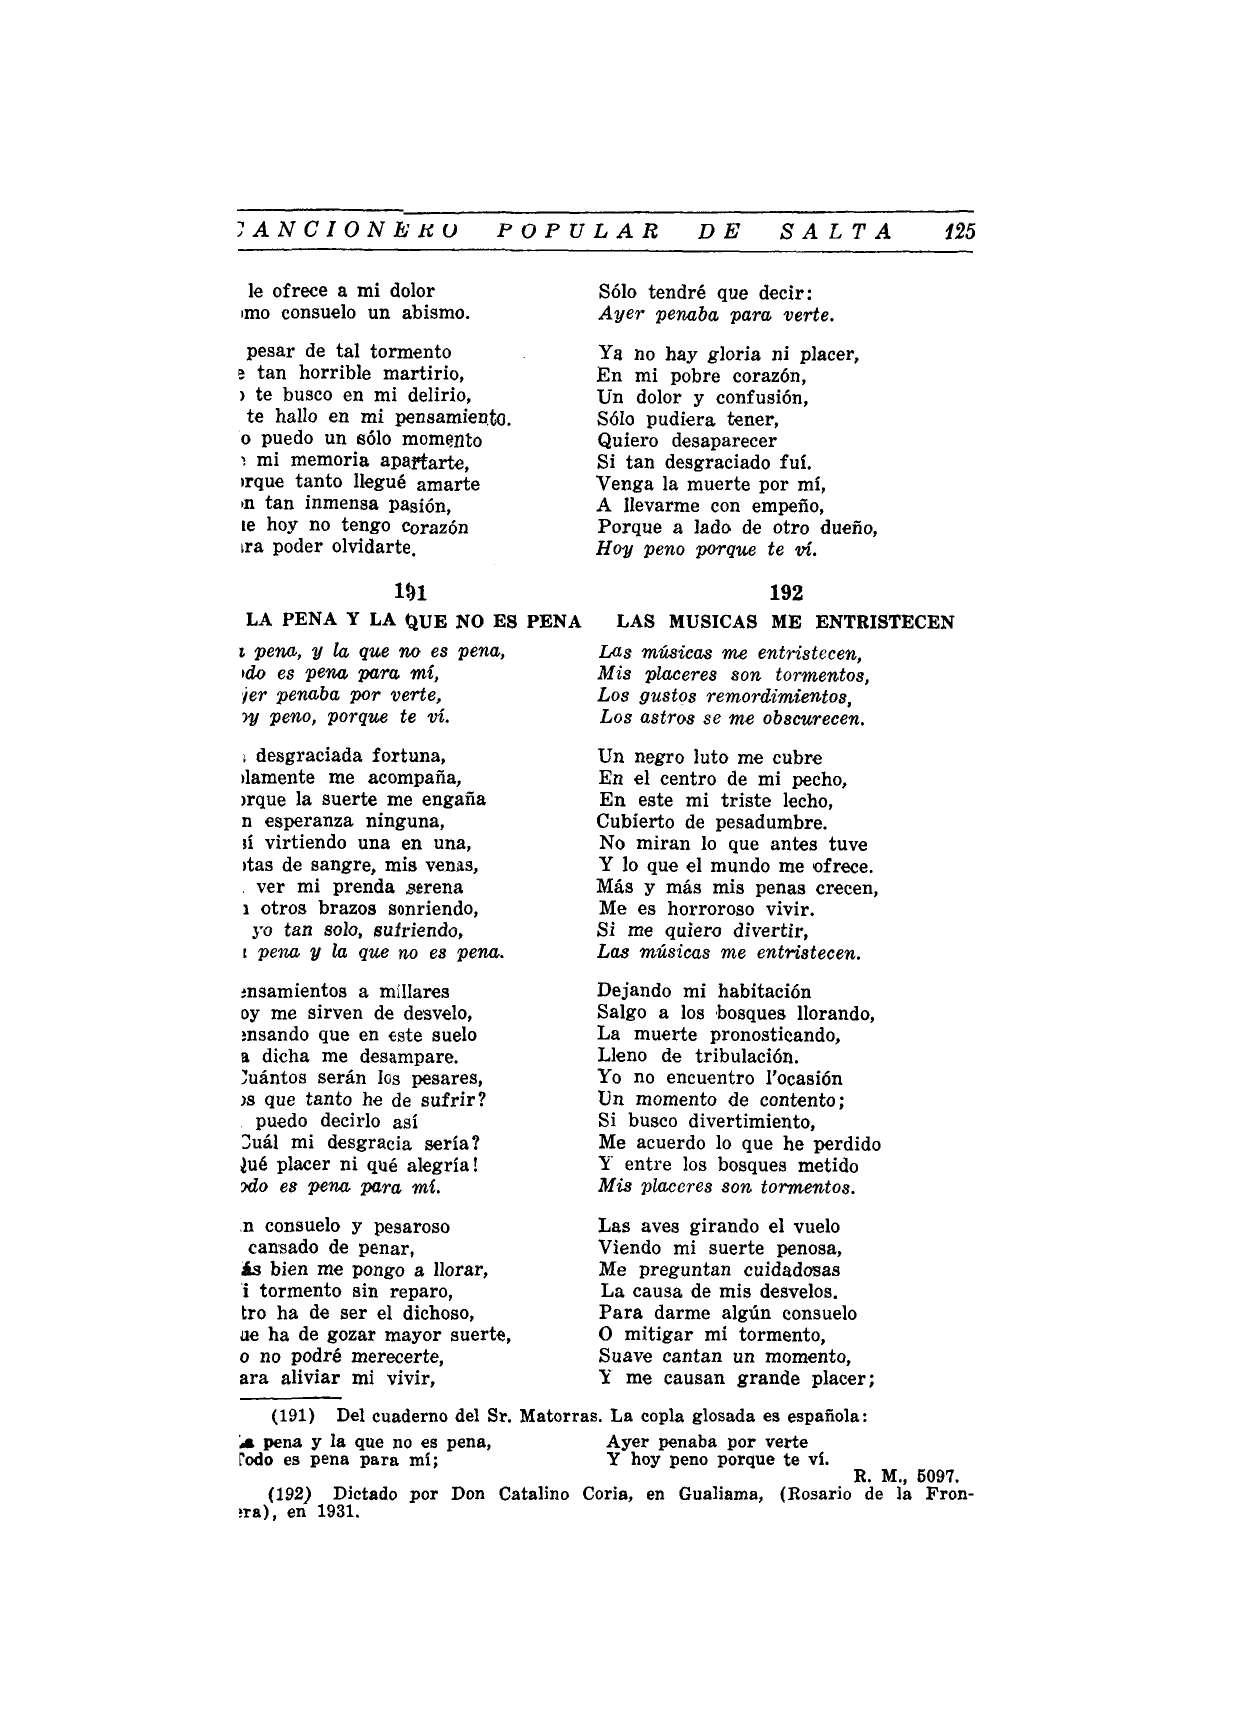 CANCIONERO POPULAR DE SALTA 125
le ofrece a mi dolor
consuelo un abismo.
pesar de tal tormento
tan horrible martirio,
te busco en mi delirio,
te hallo en mi pensamiento.
puedo un sólo momento
mi memoria apartarte,
tanto llegué amarte
tan inmensa pasión,
hoy no tengo corazón
poder olvidarte.
191
LA PENA Y LA QUE NO ES PENA
pena, y la que no es pena,
es pena para mí,
penaba por verte,
peno, porque te ví.
desgraciada fortuna,
me acompaña,
la suerte me engaña
esperanza ninguna,
virtiendo una en una,
de sangre, mis venas,
ver mi prenda serena
otros brazos sonriendo,
yo tan solo, sufriendo,
pena y la que no es pena.
a millares
me sirven de desvelo,
que en este suelo
dicha me desampare.
Cuántos serán los pesares,
que tanto he de sufrir?
puedo decirlo así
Cuál mi desgracia sería?
Qué placer ni qué alegría!
es pena para mí.
consuelo y pesaroso
cansado de penar,
bien me pongo a llorar,
tormento sin reparo,
ha de ser el dichoso,
ha de gozar mayor suerte,
no podré merecerte,
aliviar mi vivir,
Sólo tendré que decir:
Ayer penaba para verte.
Ya no hay gloria ni placer,
En mi pobre corazón,
Un dolor y confusión,
Sólo pudiera tener,
Quiero desaparecer
Si tan desgraciado fuí.
Venga la muerte por mí,
A llevarme con empeño,
Porque a lado de otro dueño,
Hoy peno porque te ví.
192
LAS MUSICAS ME ENTRISTECEN
Las músicas me entristecen,
Mis placeres son tormentos,
Los gustos remordimientos,
Los astros se me obscurecen.
Un negro luto me cubre
En el centro de mi pecho,
En este mi triste lecho,
Cubierto de pesadumbre.
No miran lo que antes tuve
Y lo que el mundo me ofrece.
Más y más mis penas crecen,
Me es horroroso vivir.
Si me quiero divertir,
Las músicas me entristecen.
Dejando mi habitación
Salgo a los bosques llorando,
La muerte pronosticando,
Lleno de tribulación.
Yo no encuentro l'ocasión
Un momento de contento;
Si busco divertimiento,
Me acuerdo lo que he perdido
Y entre los bosques metido
Mis placeres son tormentos.
Las aves girando el vuelo
Viendo mi suerte penosa,
Me preguntan cuidadosas
La causa de mis desvelos.
Para darme algún consuelo
O mitigar mi tormento,
Suave cantan un momento,
Y me causan grande placer;
(191) Del cuaderno del Sr. Matorras. La copla glosada es española:
La pena y la que no es pena,
Todo es pena para mí;
Ayer penaba por verte
Y hoy peno porque te ví.
R. M., 5097.
(192) Dictado por Don Catalino Coria, en Gualiama, (Rosario de la Fron-
en 1931.